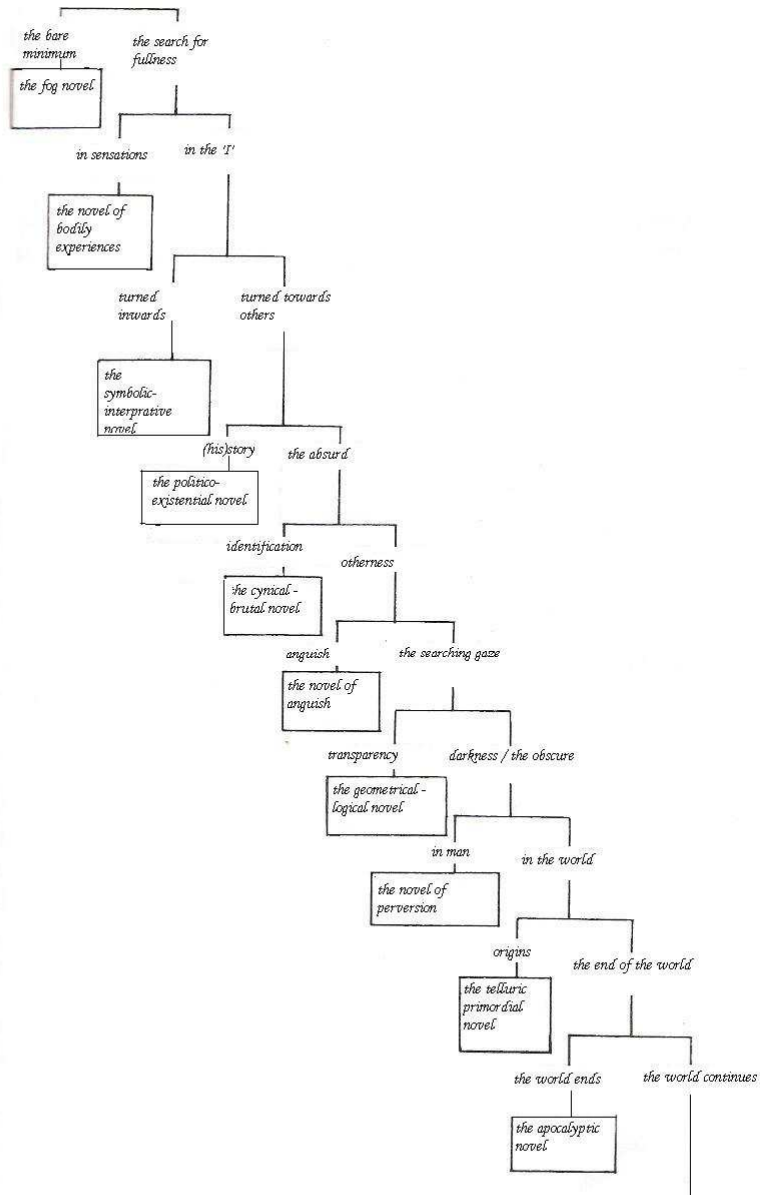 the bare
minimum
the search for
fullness
the fog novel
in sensations
in the 'I'
the novel of
bodily
experiences
turned
inwards
turned towards
others
the
symbolic-
interprative
novel
(his)story
the absurd
the politico-
existential novel
identification
otherness
the cynical -
brutal novel
anguish
the searching gaze
the novel of
anguish
transparency
darkness / the obscure
the geometrical -
logical novel
in man
in the world
the novel of
perversion
origins
the end of the world
the telluric
primordial
novel
the world ends
the world continues
the apocalyptic
novel